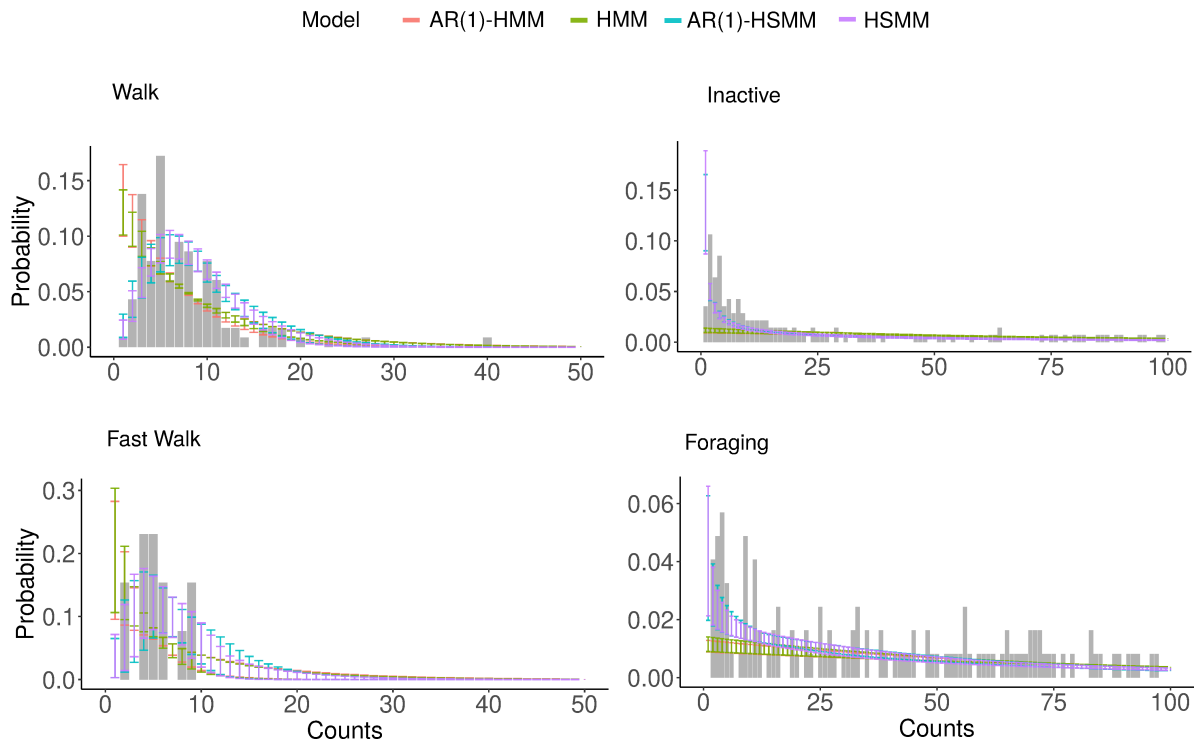 Model AR(1)-HMM HMM AR(1)-HSMM HSMM
Walk
Inactive
Probability
0.15
0.10
0.05
0.00
0 10 20 30 40 50
0.15
0.10
0.05
0.00
0 25 50 75 100
Fast Walk
Foraging
Probability
0.3
0.2
0.1
0.0
0 10 20 30 40 50
Counts
0.06
0.04
0.02
0.00
0 25 50 75 100
Counts